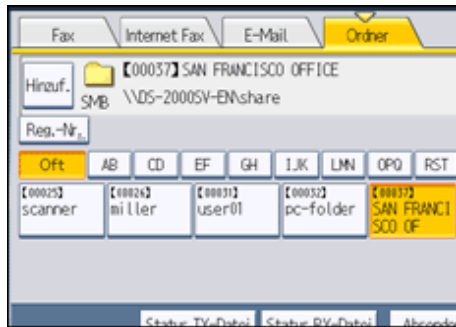 Fax Internet Fax E-Mail Ordner
Hinzuf. SMB 【00037】SAN FRANCISCO OFFICE
\\DS-2000SV-EN\share
Reg.-Nr.
Oft AB CD EF GH IJK LMN OPQ RST
【00025】 【00026】 【00031】 【00032】 【00037】
scanner miller user01 pc-folder SAN FRANCI
SCO OF
Status TX-Datei Status RX-Datei Absende